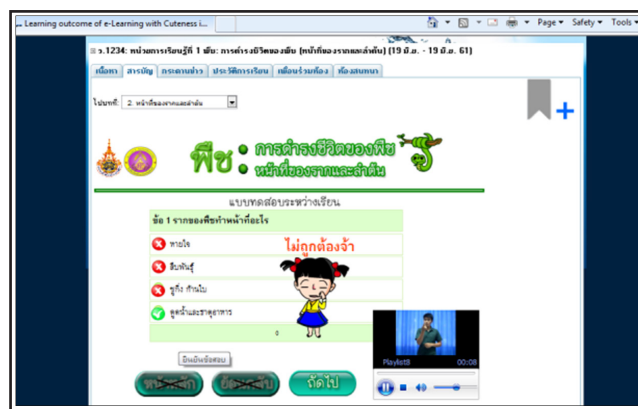 Learning outcome of e-Learning with Cuteness i...
Page Safety Tools
ว.1234: หน่วยการเรียนรู้ที่ 1 พืช: การดำรงชีวิตของพืช (หน้าที่ของรากและลำต้น) (19 มิ.ย. - 19 มิ.ย. 61)
เนื้อหา สารบัญ กระดานข่าว ประวัติการเรียน เพื่อนร่วมห้อง ห้องสนทนา
ไปบทที่: 2. หน้าที่ของรากและลำต้น
พืช : การดำรงชีวิตของพืช
หน้าที่ของรากและลำต้น
แบบทดสอบระหว่างเรียน
ข้อ 1 รากของพืชทำหน้าที่อะไร
หายใจ
ไม่ถูกต้องจ้า
สืบพันธุ์
ชูกิ่ง ก้านใบ
ดูดน้ำและธาตุอาหาร
0
ยืนยันข้อสอบ
Playlist8 00:08
ถัดไป